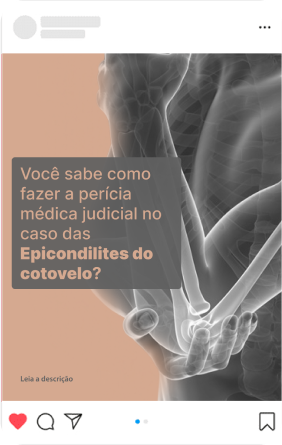 Você sabe como
fazer a perícia
médica judicial no
caso das
Epicondilites do
cotovelo?
Leia a descrição